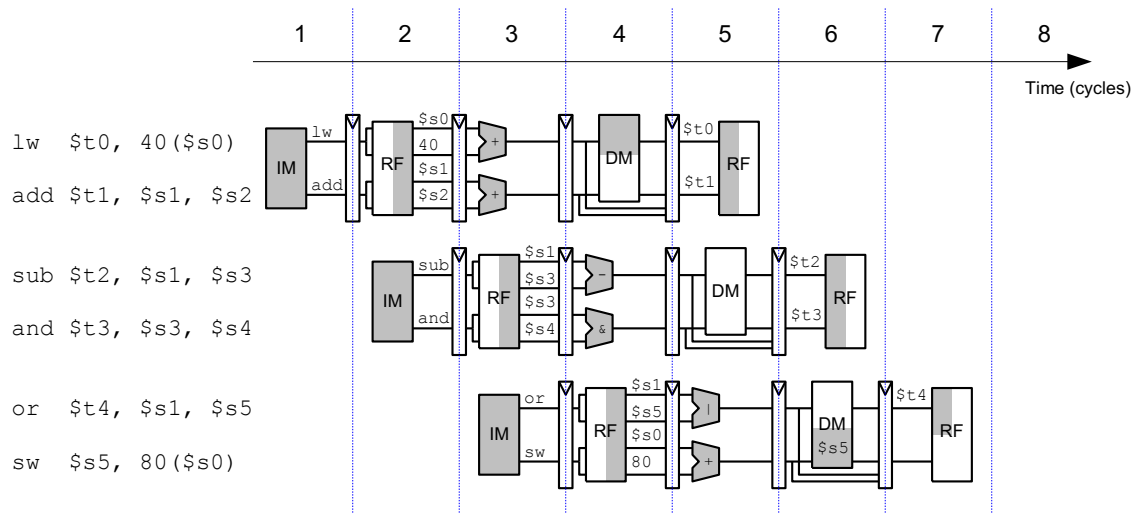 1 2 3 4 5 6 7 8
Time (cycles)
lw $t0, 40($s0)
add $t1, $s1, $s2
IM
lw
add
RF
$s0
40
$s1
$s2
+
+
DM
$t0
$t1
RF
sub $t2, $s1, $s3
and $t3, $s3, $s4
IM
sub
and
RF
$s1
$s3
$s3
$s4
-
&
DM
$t2
$t3
RF
or $t4, $s1, $s5
sw $s5, 80($s0)
IM
or
sw
RF
$s1
$s5
$s0
80
|
+
DM
$s5
$t4
RF